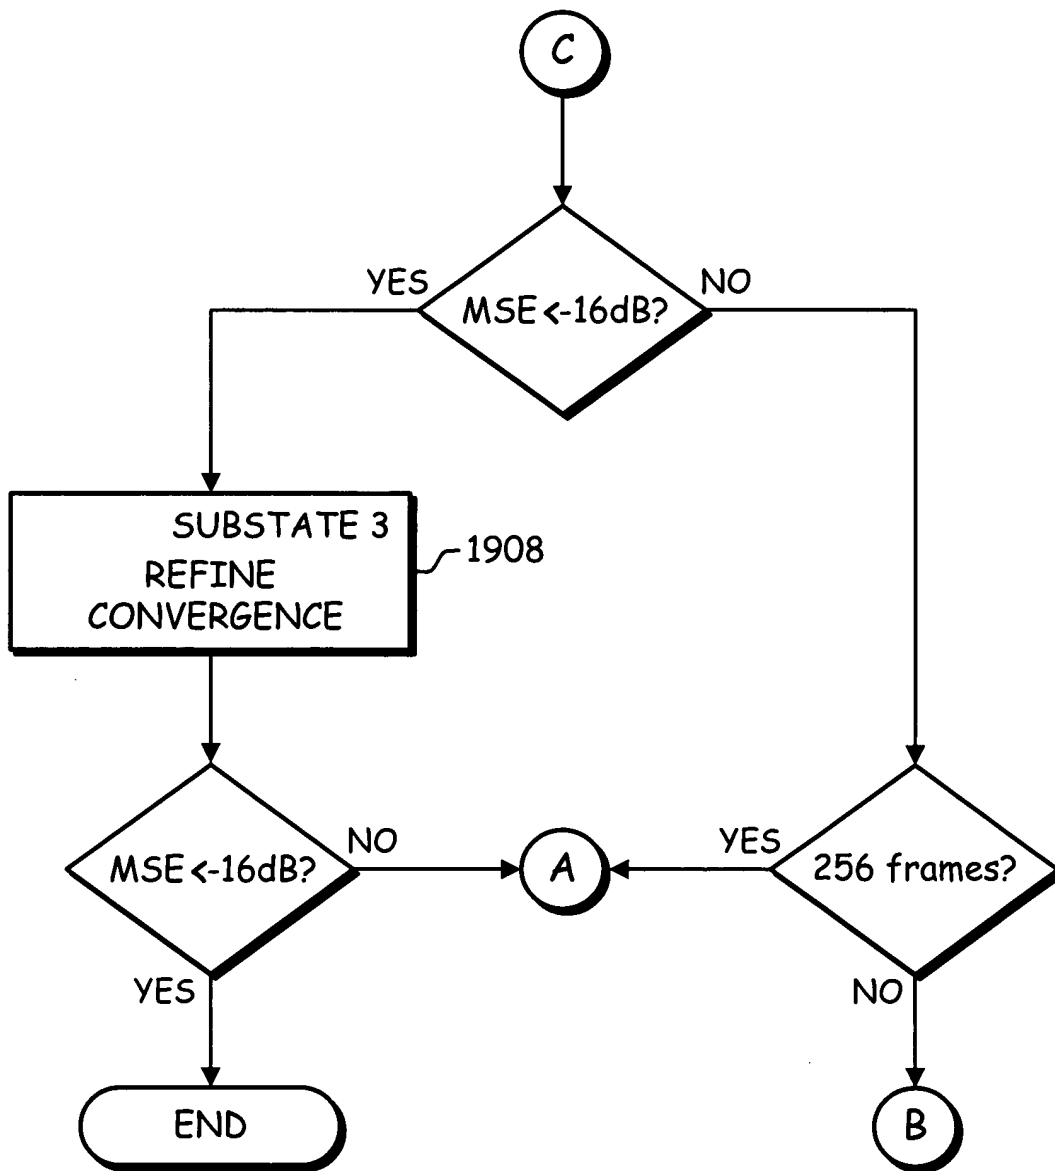 C
YES
NO
MSE<-16dB?
SUBSTATE 3
REFINE
CONVERGENCE
1908
MSE<-16dB?
NO
A
YES
256 frames?
YES
NO
END
B